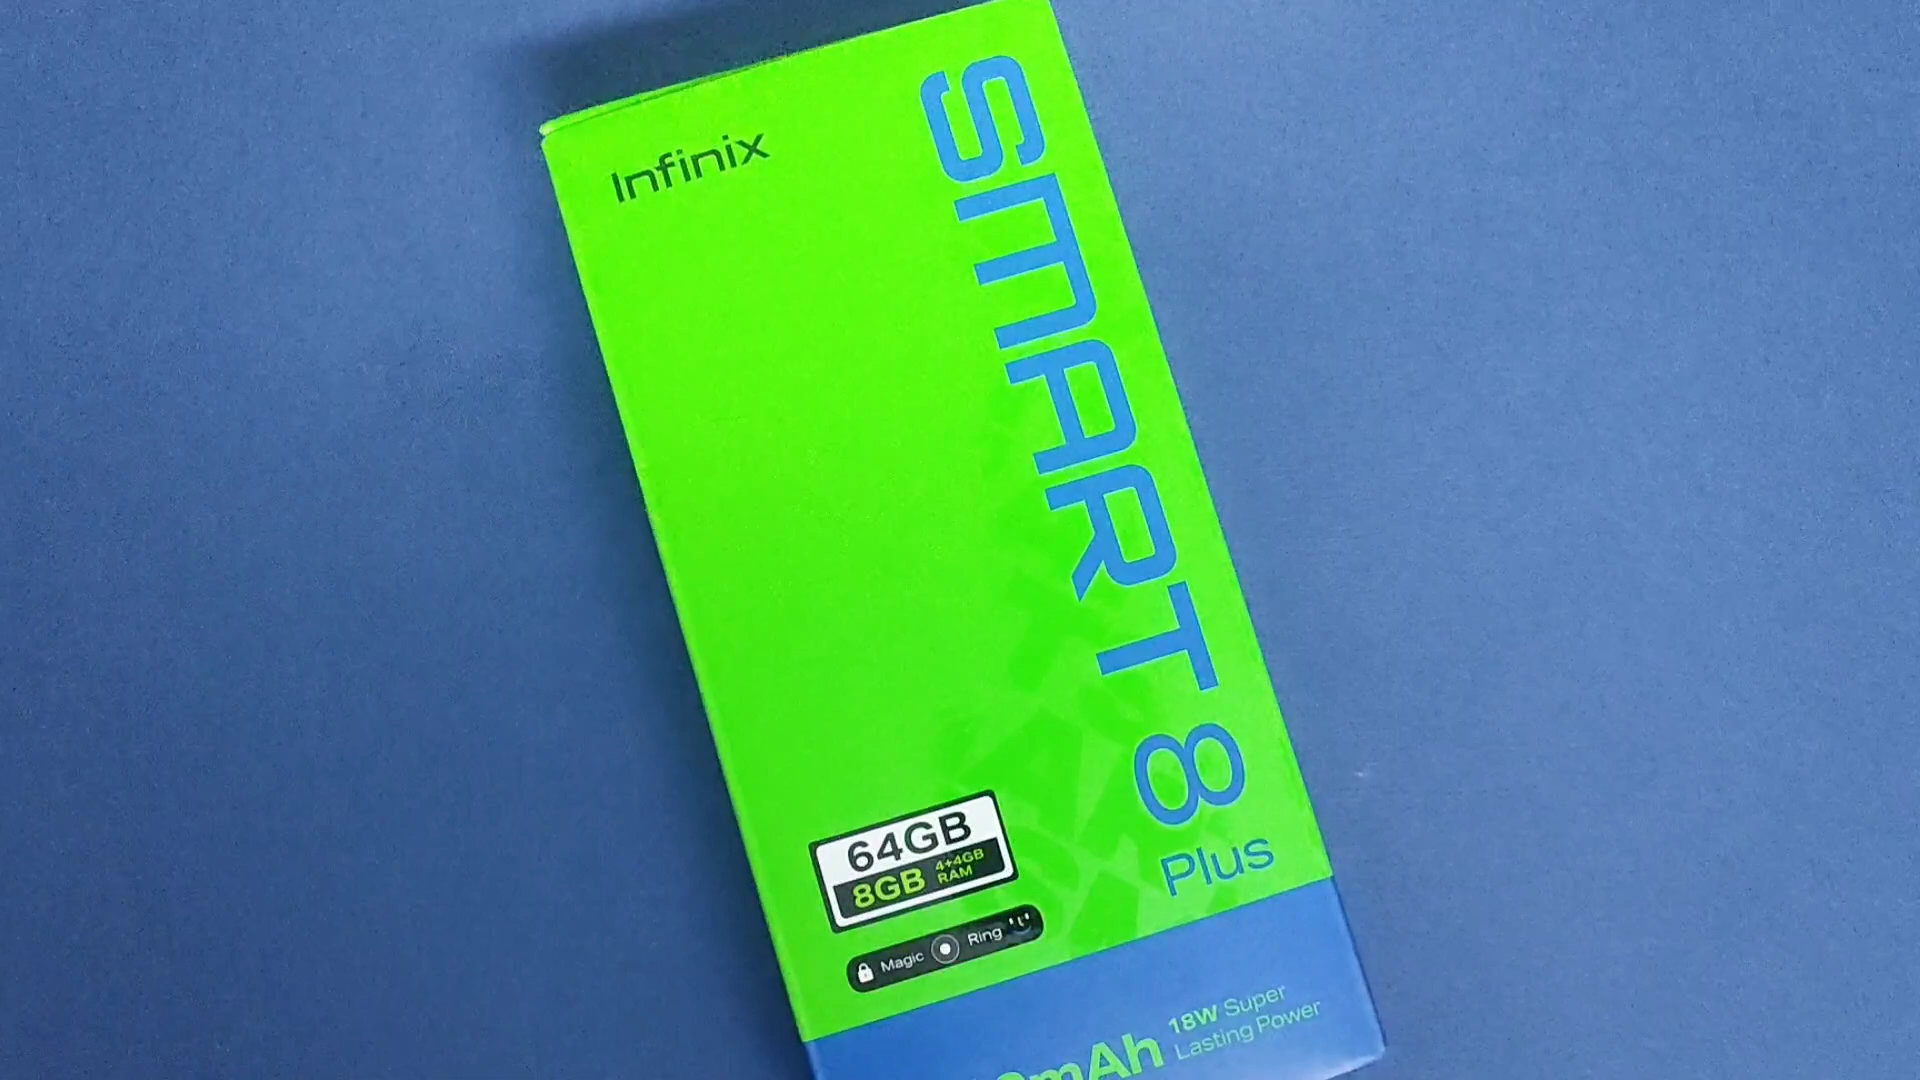 Infinix
SMART 8
Plus
64GB
8GB 4+4GB
RAM
Magic Ring
18W Super
Lasting Power
mAh